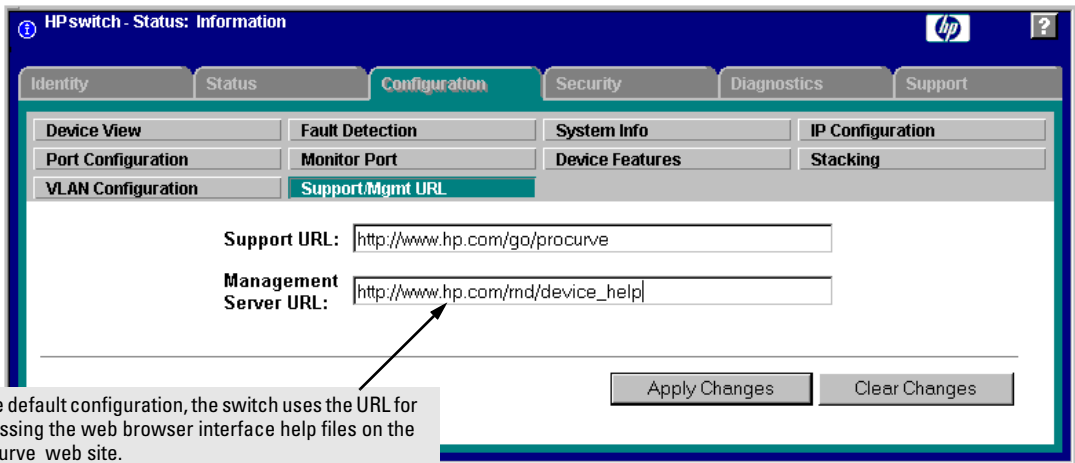 HP switch - Status: Information
hp
?
Identity Status Configuration Security Diagnostics Support
Device View Fault Detection System Info IP Configuration
Port Configuration Monitor Port Device Features Stacking
VLAN Configuration Support/Mgmt URL
Support URL: http://www.hp.com/go/procurve
Management
Server URL: http://www.hp.com/rnd/device_help
Apply Changes Clear Changes
default configuration, the switch uses the URL for
the web browser interface help files on the
web site.